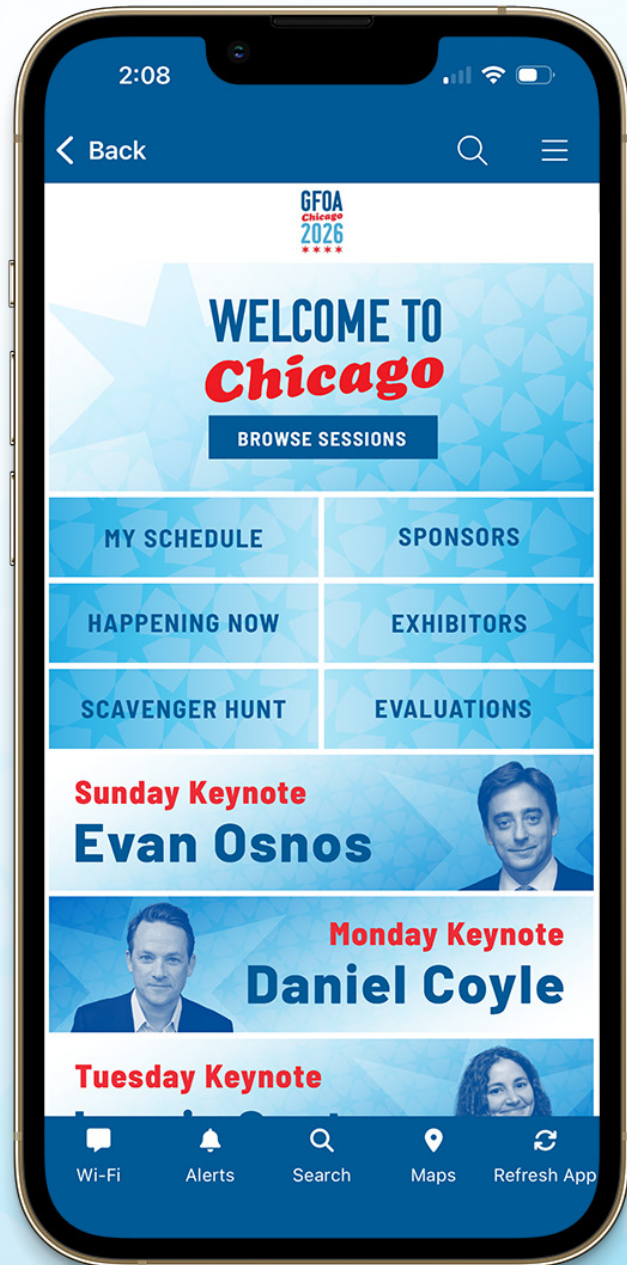 2:08
Back
GFOA
Chicago
2026
WELCOME TO
Chicago
BROWSE SESSIONS
MY SCHEDULE
SPONSORS
HAPPENING NOW
EXHIBITORS
SCAVENGER HUNT
EVALUATIONS
Sunday Keynote
Evan Osnos
Monday Keynote
Daniel Coyle
Tuesday Keynote
Wi-Fi
Alerts
Search
Maps
Refresh App